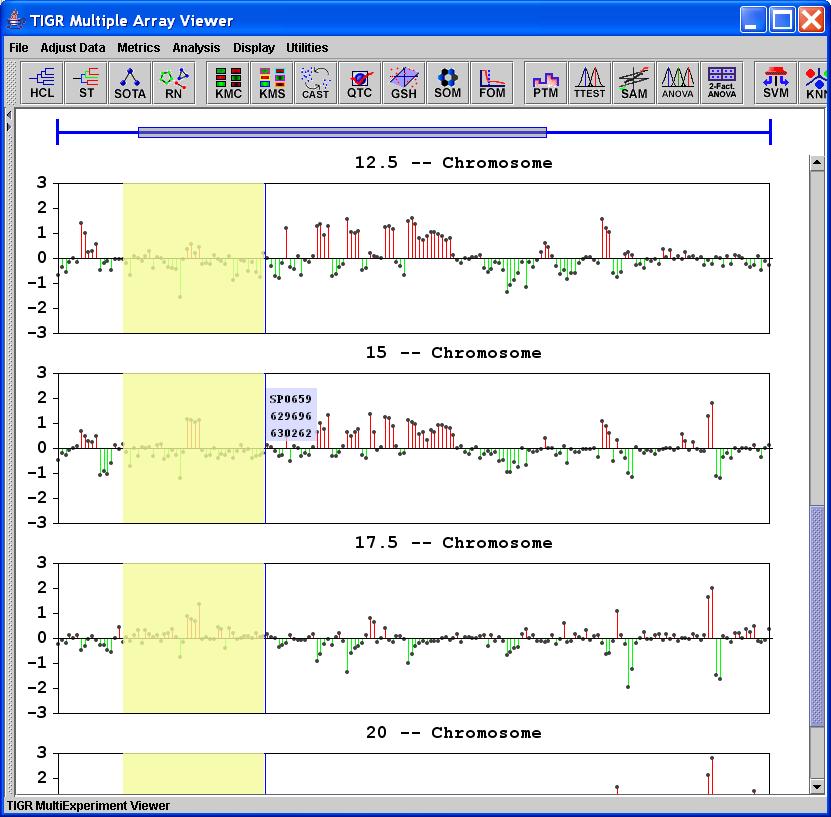 TIGR Multiple Array Viewer
File Adjust Data Metrics Analysis Display Utilities
HCL ST SOTA RN KMC KMS CAST QTC GSH SOM FOM PTM TTEST SAM 2-Fact. ANOVA ANOVA SVM KNN
12.5 -- Chromosome
3
2
1
0
-1
-2
-3
15 -- Chromosome
3
2
1
0
-1
-2
-3
SP0659
629696
630262
17.5 -- Chromosome
3
2
1
0
-1
-2
-3
20 -- Chromosome
3
2
TIGR MultiExperiment Viewer